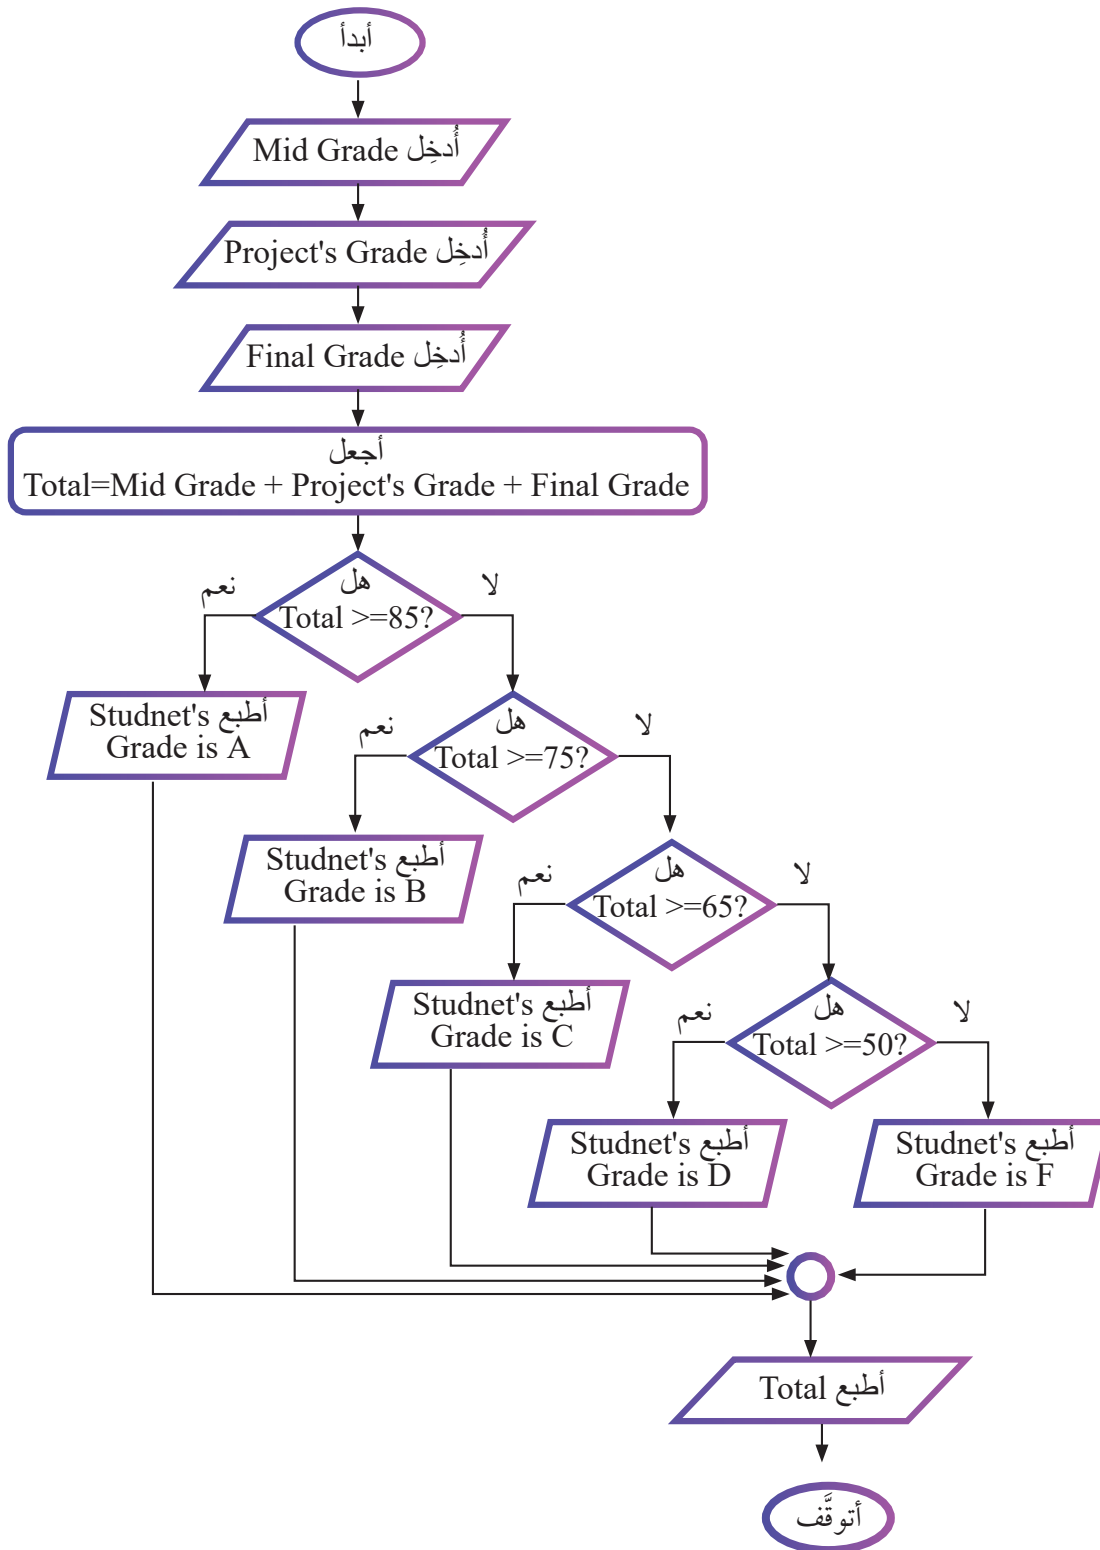 أبدأ
أُدخِل Mid Grade
أُدخِل Project's Grade
أُدخِل Final Grade
أجعل
Total=Mid Grade + Project's Grade + Final Grade
هل
Total >=85?
نعم
لا
أطبع Studnet's
Grade is A
هل
Total >=75?
نعم
لا
أطبع Studnet's
Grade is B
هل
Total >=65?
نعم
لا
أطبع Studnet's
Grade is C
هل
Total >=50?
نعم
لا
أطبع Studnet's
Grade is D
أطبع Studnet's
Grade is F
أطبع Total
أتوقَّف